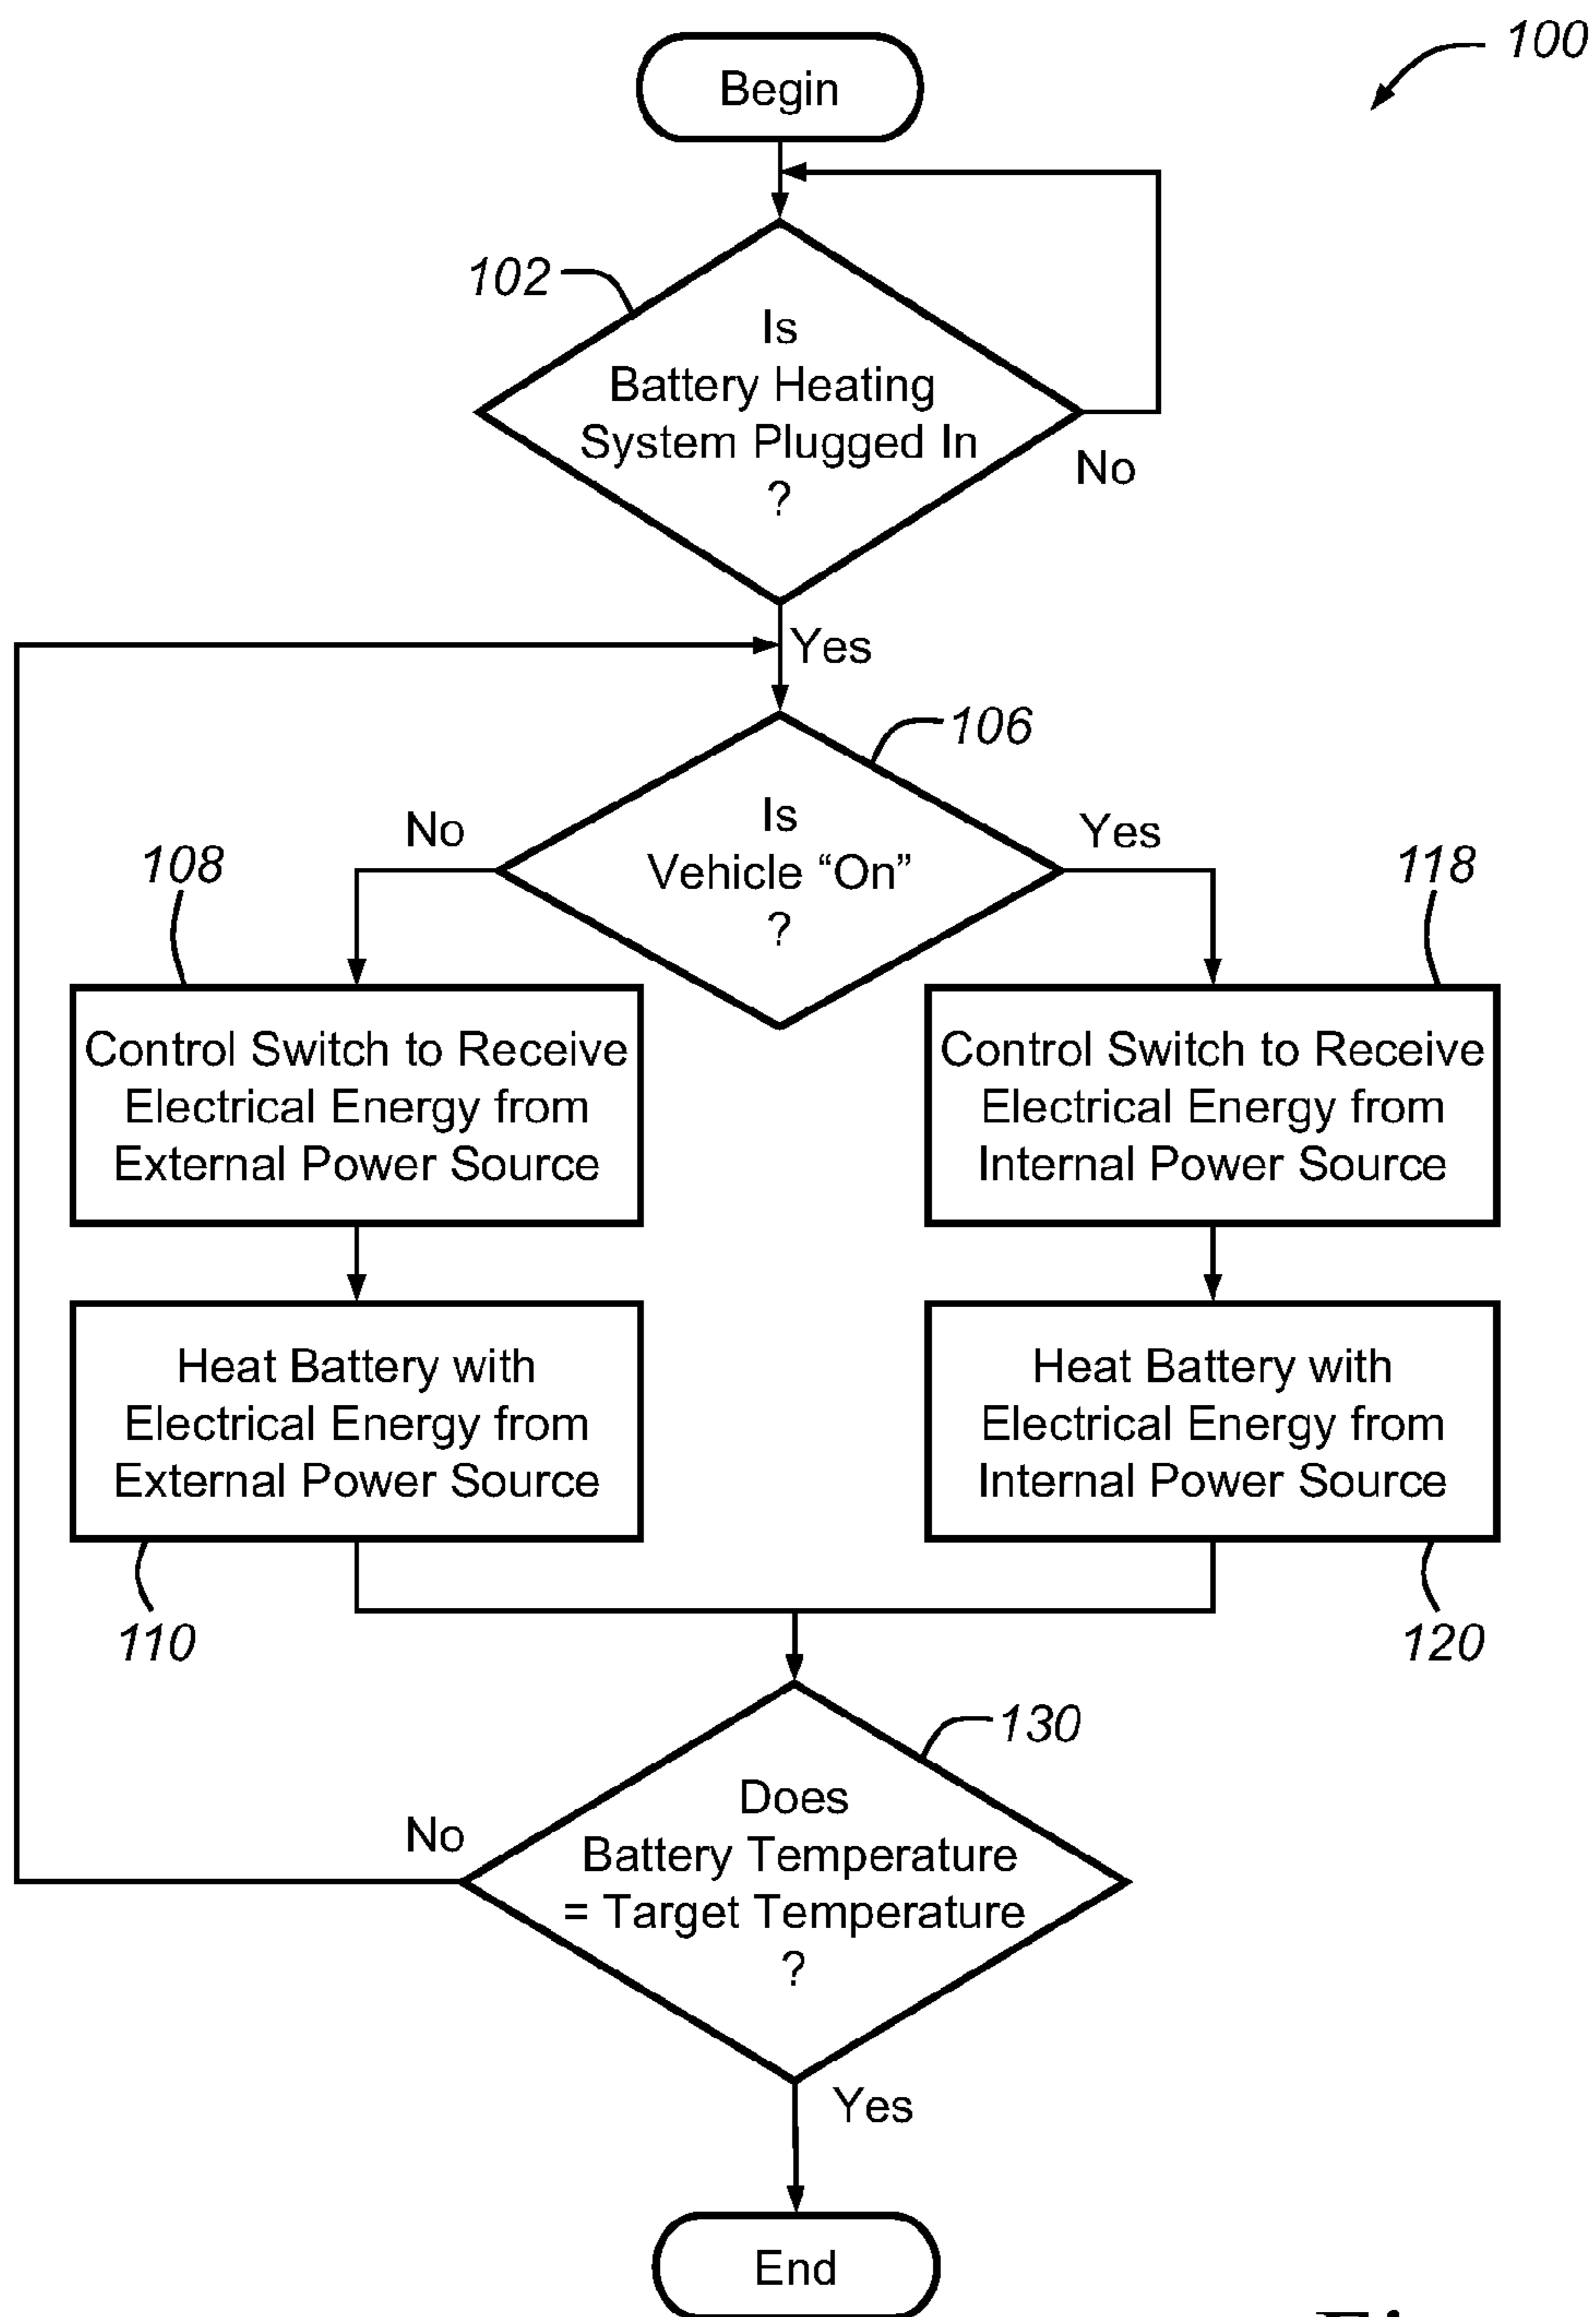 100
Begin
102
Is
Battery Heating
System Plugged In
?
No
Yes
106
Is
Vehicle “On”
?
No
Yes
108
Control Switch to Receive
Electrical Energy from
External Power Source
118
Control Switch to Receive
Electrical Energy from
Internal Power Source
Heat Battery with
Electrical Energy from
External Power Source
110
Heat Battery with
Electrical Energy from
Internal Power Source
120
130
Does
Battery Temperature
= Target Temperature
?
No
Yes
End